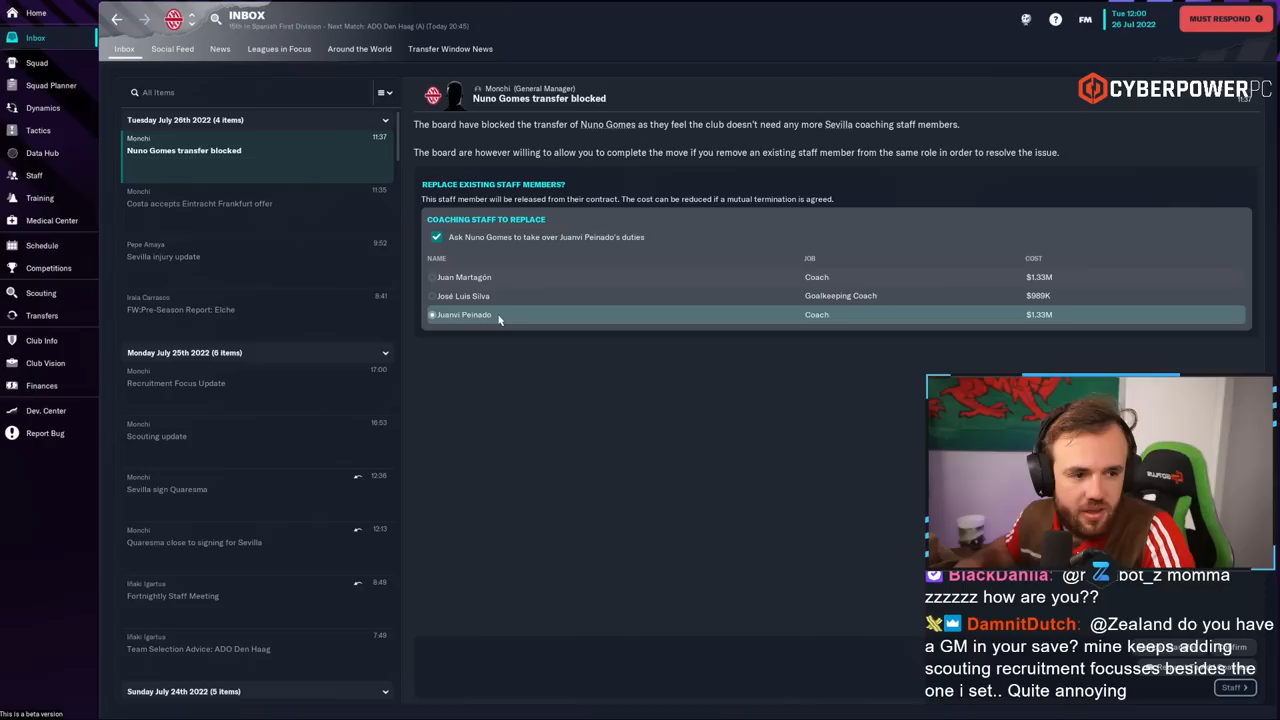 Home
Inbox
Squad
Squad Planner
Dynamics
Tactics
Data Hub
Staff
Training
Medical Center
Schedule
Competitions
Scouting
Transfers
Club Info
Club Vision
Finances
Dev. Center
Report Bug
This is a beta version
INBOX
15th in Spanish First Division - Next Match: ADO Den Haag (A) (Today 20:45)
FM
Tue 12:00
26 Jul 2022
MUST RESPOND
Inbox
Social Feed
News
Leagues in Focus
Around the World
Transfer Window News
All Items
Tuesday July 26th 2022 (4 items)
Monchi 11:37
Nuno Gomes transfer blocked
Monchi 11:35
Costa accepts Eintracht Frankfurt offer
Pepe Amaya 9:52
Sevilla injury update
Iraia Carrasco 8:41
FW:Pre-Season Report: Elche
Monday July 25th 2022 (6 items)
Monchi 17:00
Recruitment Focus Update
Monchi 16:53
Scouting update
Monchi 12:36
Sevilla sign Quaresma
Monchi 12:13
Quaresma close to signing for Sevilla
Iñaki Igartua 8:49
Fortnightly Staff Meeting
Iñaki Igartua 7:49
Team Selection Advice: ADO Den Haag
Sunday July 24th 2022 (5 items)
Monchi (General Manager)
Nuno Gomes transfer blocked
CYBERPOWERPC
11:37
The board have blocked the transfer of Nuno Gomes as they feel the club doesn't need any more Sevilla coaching staff members.
The board are however willing to allow you to complete the move if you remove an existing staff member from the same role in order to resolve the issue.
REPLACE EXISTING STAFF MEMBERS?
This staff member will be released from their contract. The cost can be reduced if a mutual termination is agreed.
COACHING STAFF TO REPLACE
Ask Nuno Gomes to take over Juanvi Peinado's duties
NAME JOB COST
Juan Martagón Coach $1.33M
José Luis Silva Goalkeeping Coach $989K
Juanvi Peinado Coach $1.33M
BlackDahlia: @r bot_z momma
zzzzzz how are you??
DamnitDutch: @Zealand do you have
a GM in your save? mine keeps adding
scouting recruitment focusses besides the
one i set.. Quite annoying
Staff